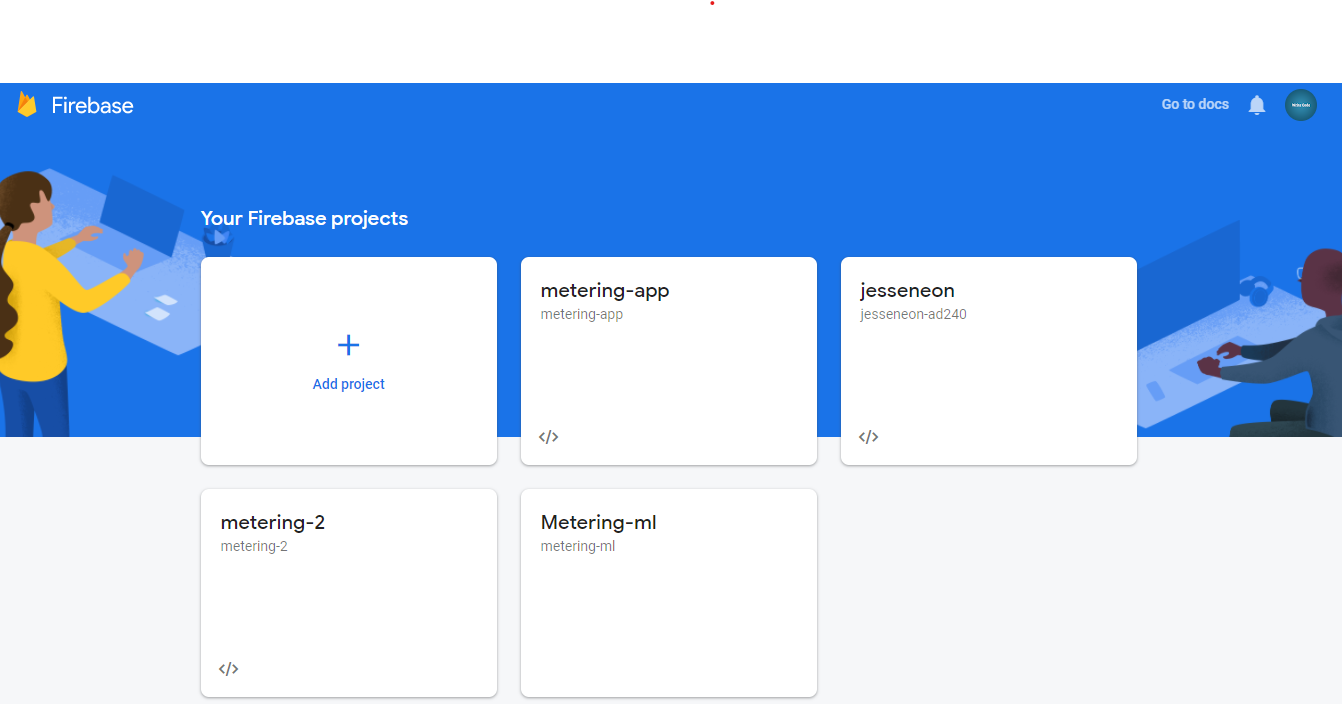 Firebase
Go to docs
Your Firebase projects
Add project
metering-app
metering-app
</>
jesseneon
jesseneon-ad240
</>
metering-2
metering-2
</>
Metering-ml
metering-ml